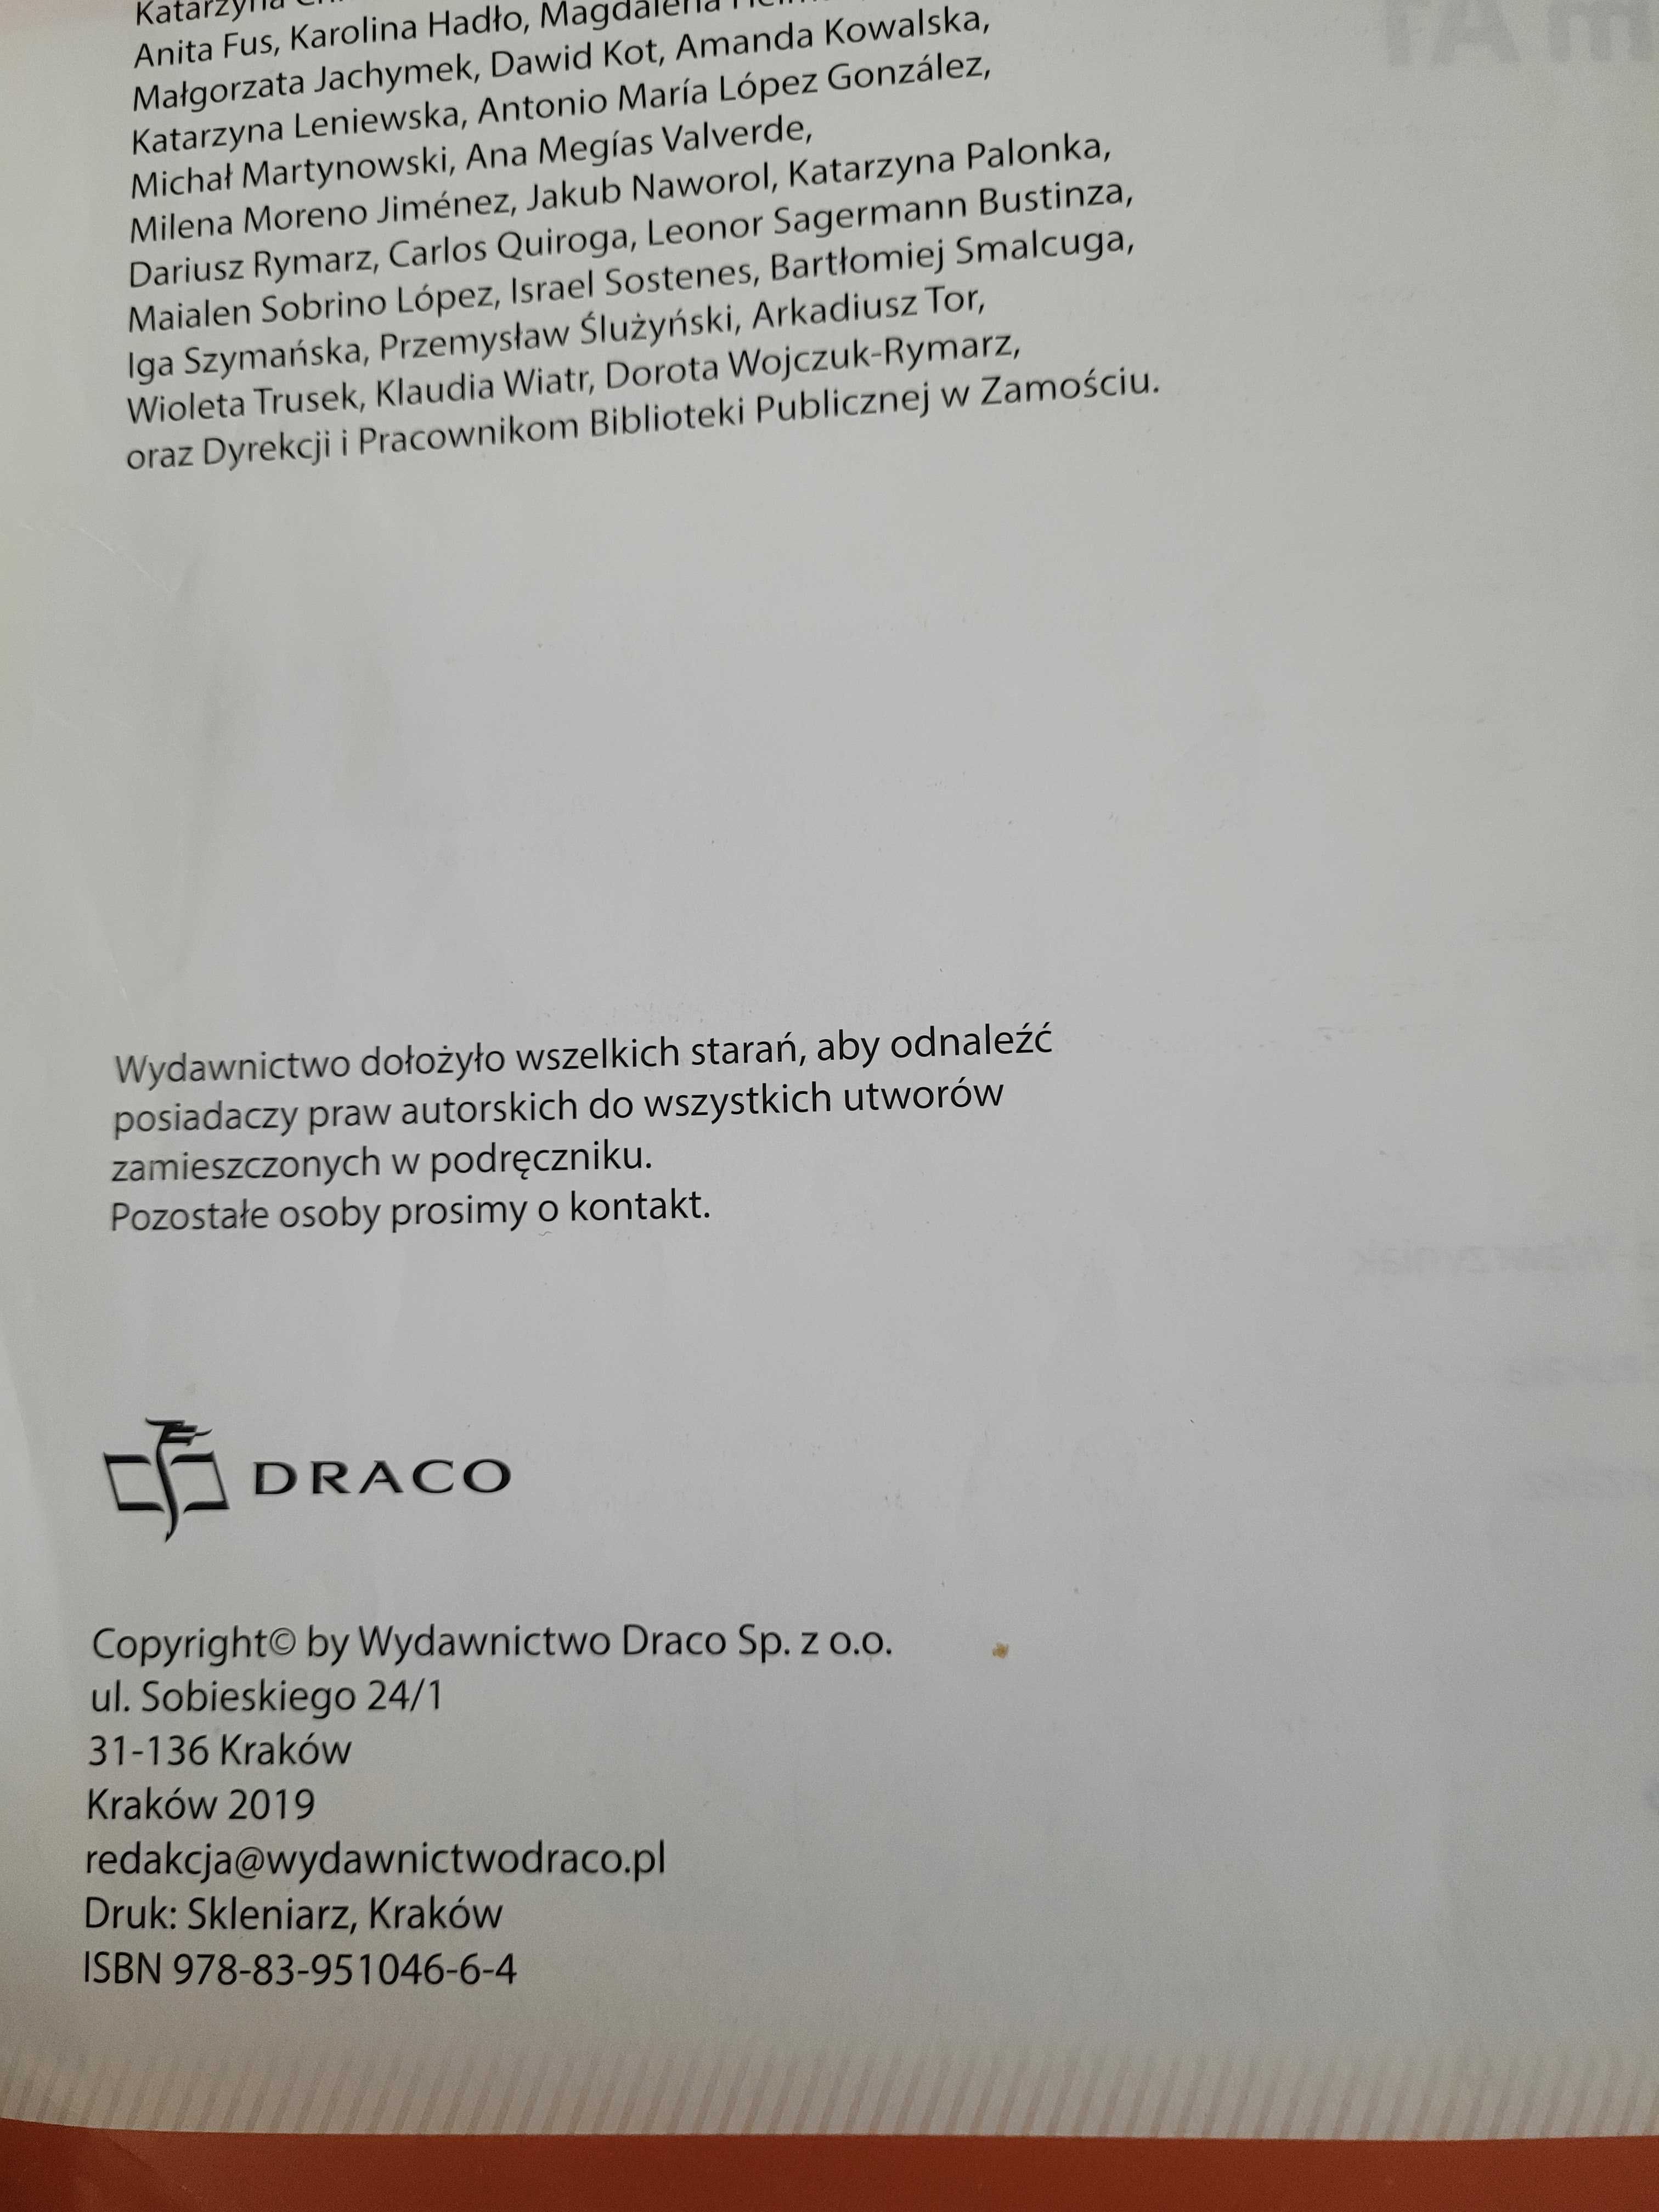 Katarzyna
Anita Fus, Karolina Hadło, Magdalena
Małgorzata Jachymek, Dawid Kot, Amanda Kowalska,
Katarzyna Leniewska, Antonio María López González,
Michał Martynowski, Ana Megías Valverde,
Milena Moreno Jiménez, Jakub Naworol, Katarzyna Palonka,
Dariusz Rymarz, Carlos Quiroga, Leonor Sagermann Bustinza,
Maialen Sobrino López, Israel Sostenes, Bartłomiej Smalcuga,
Iga Szymańska, Przemysław Ślużyński, Arkadiusz Tor,
Wioleta Trusek, Klaudia Wiatr, Dorota Wojczuk-Rymarz,
oraz Dyrekcji i Pracownikom Biblioteki Publicznej w Zamościu.
Wydawnictwo dołożyło wszelkich starań, aby odnaleźć
posiadaczy praw autorskich do wszystkich utworów
zamieszczonych w podręczniku.
Pozostałe osoby prosimy o kontakt.
DRACO
Copyright© by Wydawnictwo Draco Sp. z o.o.
ul. Sobieskiego 24/1
31-136 Kraków
Kraków 2019
redakcja@wydawnictwodraco.pl
Druk: Skleniarz, Kraków
ISBN 978-83-951046-6-4